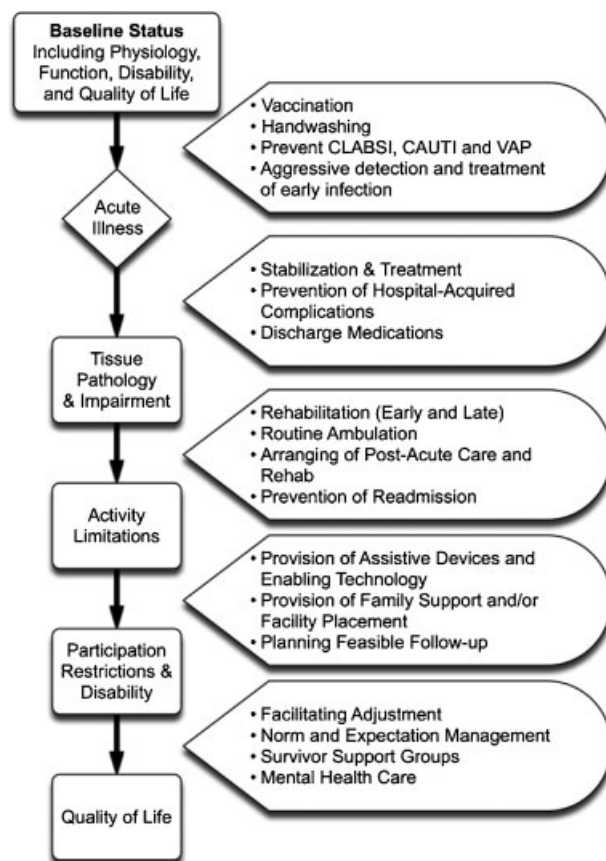 Baseline Status
Including Physiology,
Function, Disability,
and Quality of Life
• Vaccination
• Handwashing
• Prevent CLABSI, CAUTI and VAP
• Aggressive detection and treatment
of early infection
Acute
Illness
• Stabilization & Treatment
• Prevention of Hospital-Acquired
Complications
• Discharge Medications
Tissue
Pathology
& Impairment
• Rehabilitation (Early and Late)
• Routine Ambulation
• Arranging of Post-Acute Care and
Rehab
• Prevention of Readmission
Activity
Limitations
• Provision of Assistive Devices and
Enabling Technology
• Provision of Family Support and/or
Facility Placement
• Planning Feasible Follow-up
Participation
Restrictions &
Disability
• Facilitating Adjustment
• Norm and Expectation Management
• Survivor Support Groups
• Mental Health Care
Quality of Life